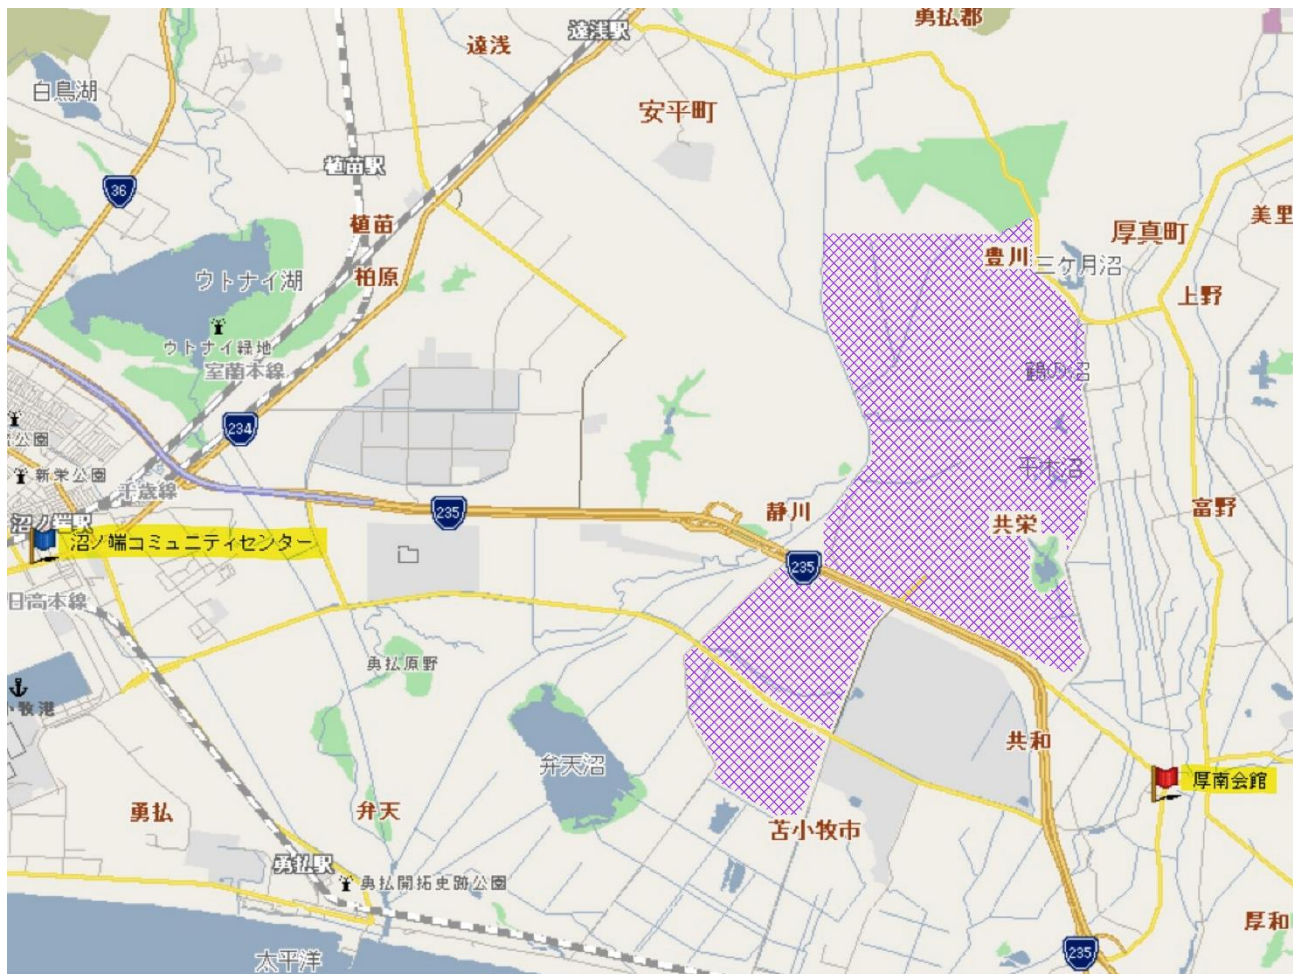 勇払郡
遠浅駅
遠浅
白鳥湖
安平町
植苗駅
36
植苗
美里
厚真町
豊川
三ケ月沼
柏原
ウトナイ湖
上野
ウトナイ緑地
室蘭本線
鶴の沼
234
公園
新栄公園
平木沼
千歳線
富野
235
静川
沼ノ端駅
共栄
沼ノ端コミュニティセンター
235
日高本線
勇払原野
牧港
共和
弁天沼
厚南会館
勇払
弁天
苫小牧市
勇払駅
勇払開拓史跡公園
厚和
太平洋
235